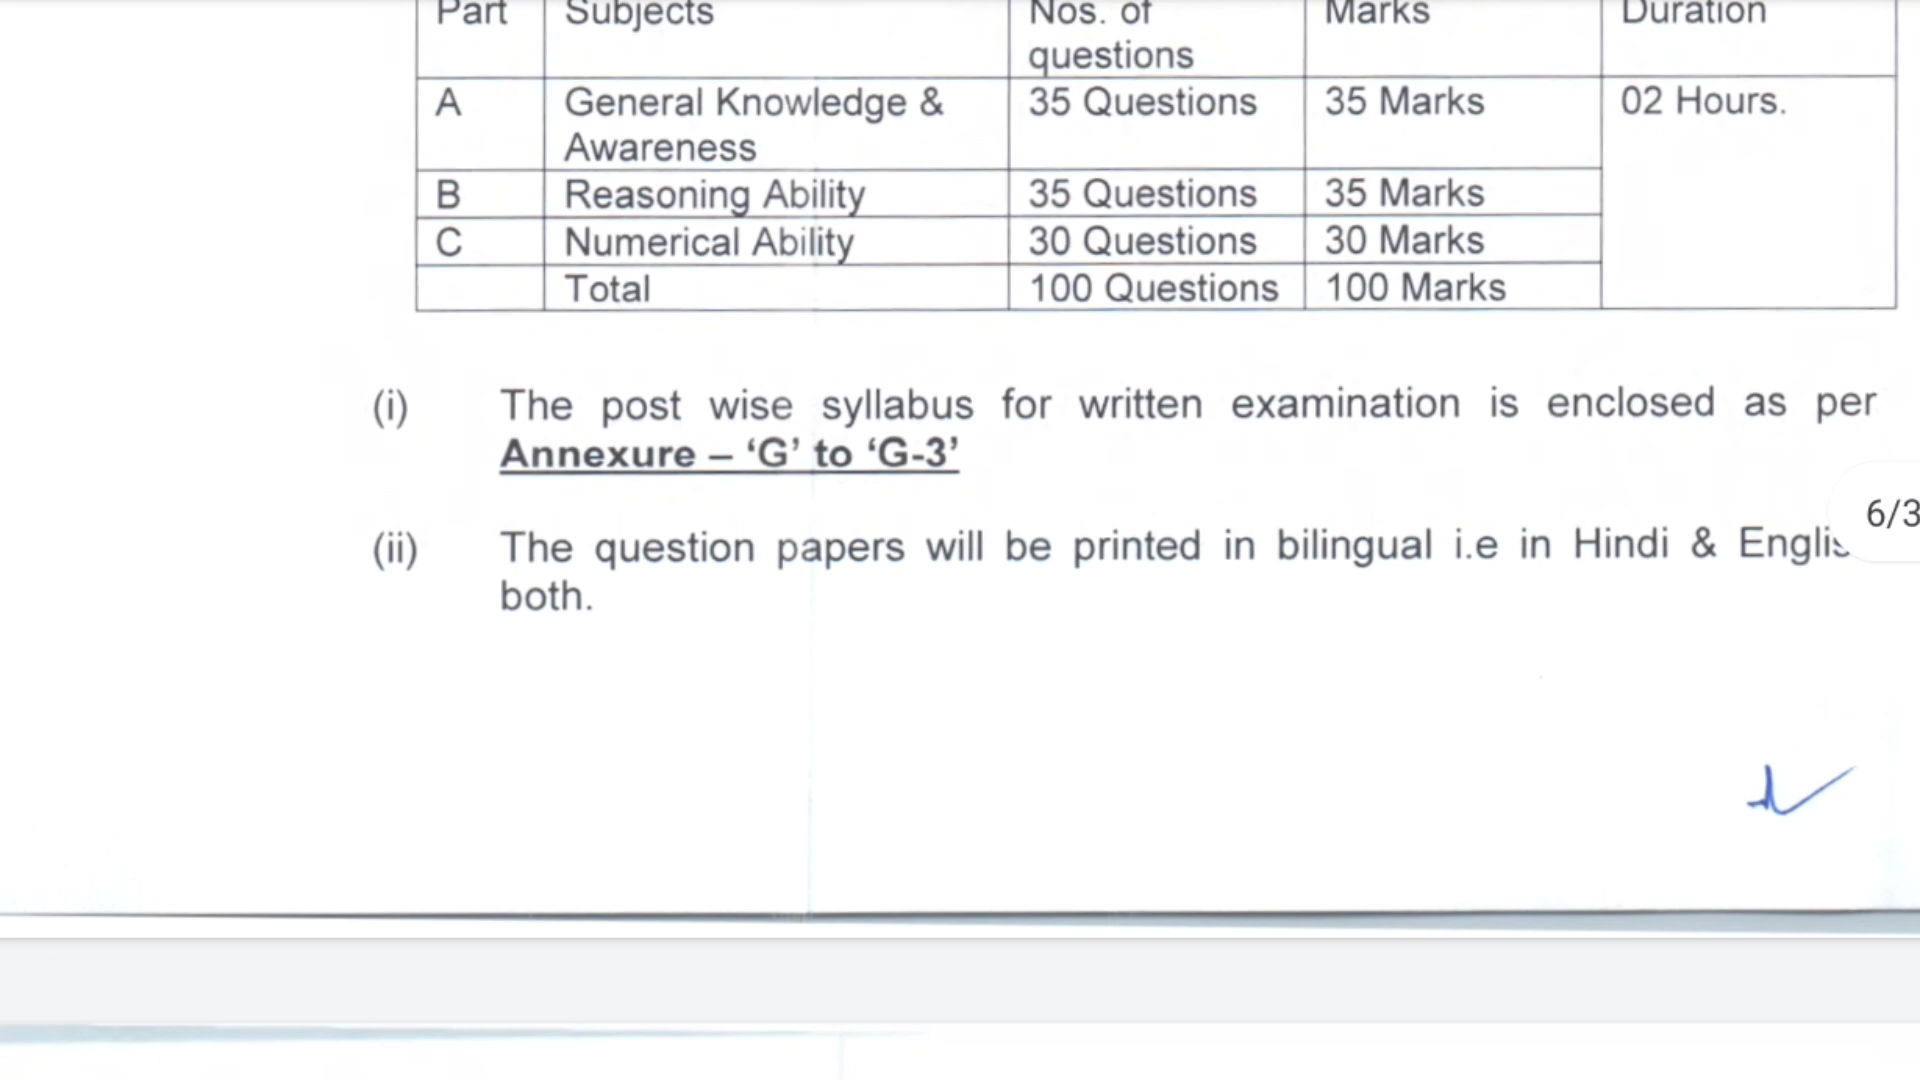 Part Subjects Nos. of questions Marks Duration
A General Knowledge & Awareness 35 Questions 35 Marks 02 Hours.
B Reasoning Ability 35 Questions 35 Marks
C Numerical Ability 30 Questions 30 Marks
Total 100 Questions 100 Marks
(i) The post wise syllabus for written examination is enclosed as per
Annexure – ‘G’ to ‘G-3’
6/3
(ii) The question papers will be printed in bilingual i.e in Hindi & Englis
both.